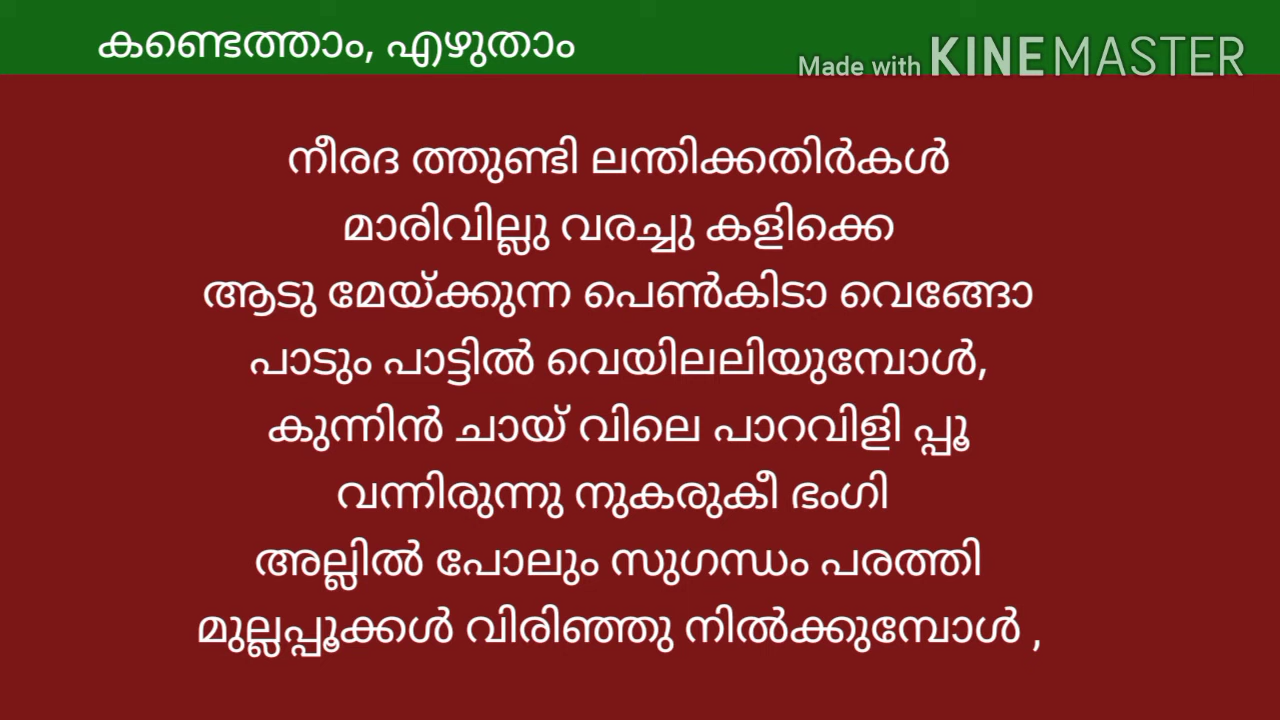 കണ്ടെത്താം, എഴുതാം
Made with KINEMASTER
നീരദ ത്തുണ്ടി ലന്തിക്കതിർകൾ
മാരിവില്ലു വരച്ചു കളിക്കെ
ആടു മേയ്ക്കുന്ന പെൺകിടാ വെങ്ങോ
പാടും പാട്ടിൽ വെയിലലിയുമ്പോൾ,
കുന്നിൻ ചായ് വിലെ പാറവിളി പ്പൂ
വന്നിരുന്നു നുകരുകീ ഭംഗി
അല്ലിൽ പോലും സുഗന്ധം പരത്തി
മുല്ലപ്പൂക്കൾ വിരിഞ്ഞു നിൽക്കുമ്പോൾ ,